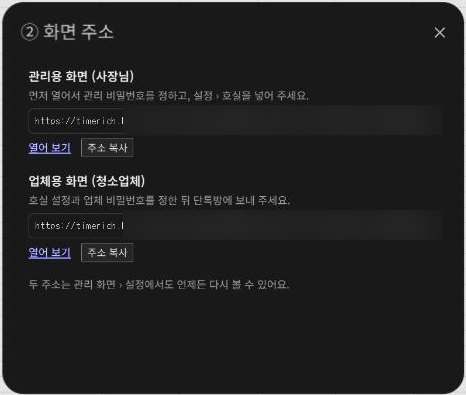 ② 화면 주소
관리용 화면 (사장님)
먼저 열어서 관리 비밀번호를 정하고, 설정 › 호실을 넣어 주세요.
https://timerich.
열어 보기 주소 복사
업체용 화면 (청소업체)
호실 설정과 업체 비밀번호를 정한 뒤 단톡방에 보내 주세요.
https://timerich.
열어 보기 주소 복사
두 주소는 관리 화면 › 설정에서도 언제든 다시 볼 수 있어요.